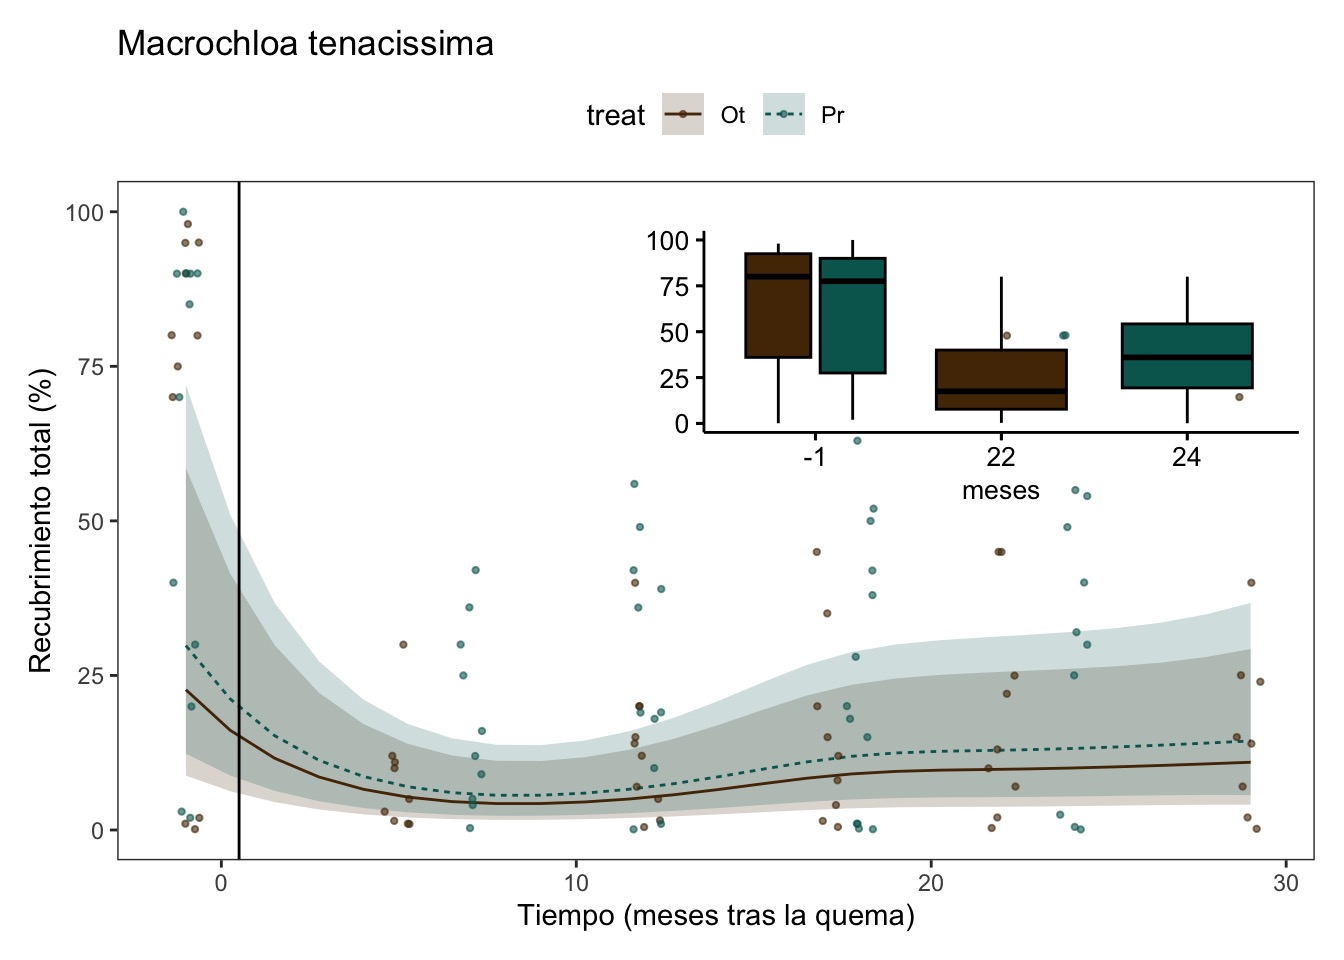 Macrochloa tenacissima
treat Ot Pr
Recubrimiento total (%)
100
75
50
25
0
0 10 20 30
Tiempo (meses tras la quema)
100
75
50
25
0
-1 22 24
meses